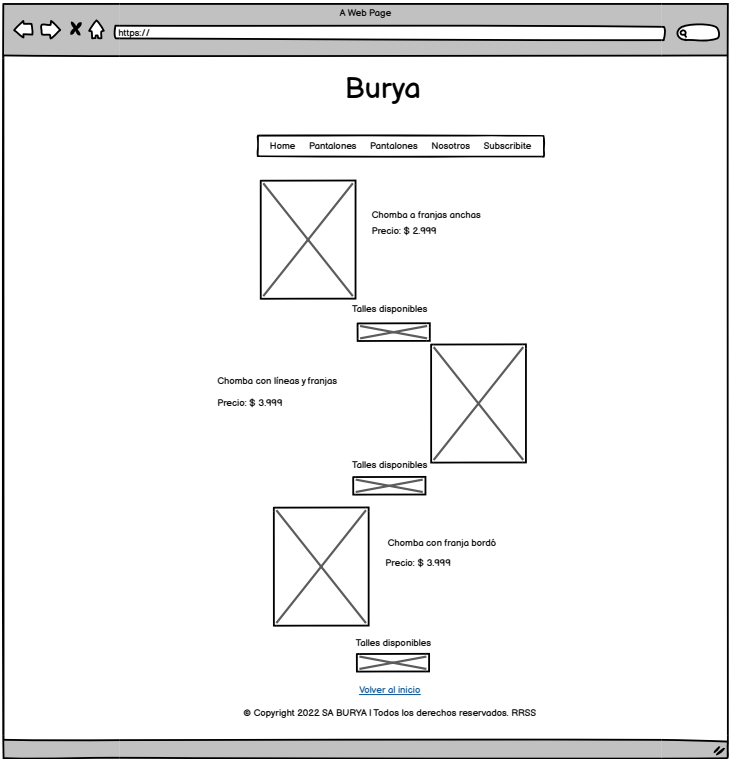 A Web Page
https://
Burya
Home Pantalones Pantalones Nosotros Subscribite
Chomba a franjas anchas
Precio: $ 2.999
Talles disponibles
Chomba con líneas y franjas
Precio: $ 3.999
Talles disponibles
Chomba con franja bordó
Precio: $ 3.999
Talles disponibles
Volver al inicio
© Copyright 2022 SA BURYA | Todos los derechos reservados. RRSS